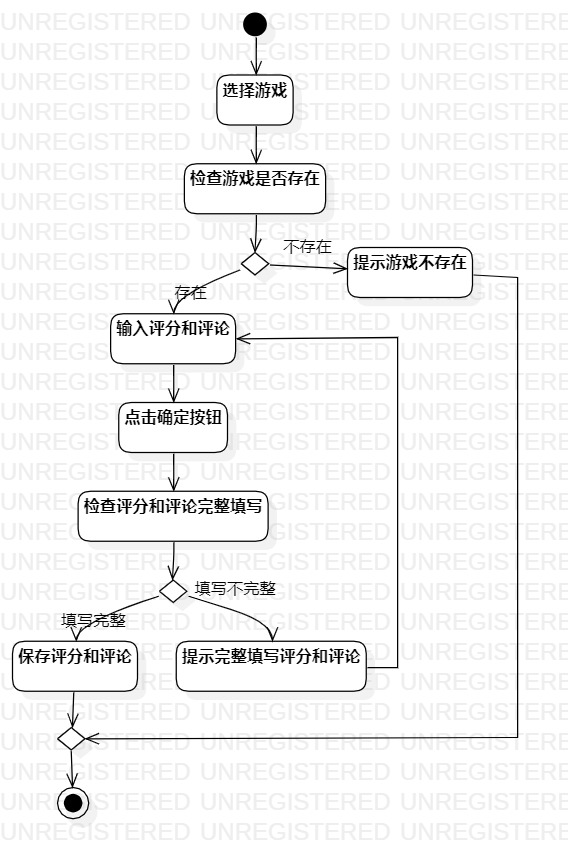 选择游戏
检查游戏是否存在
不存在
提示游戏不存在
存在
输入评分和评论
点击确定按钮
检查评分和评论完整填写
填写不完整
填写完整
保存评分和评论
提示完整填写评分和评论
UNREGISTERED